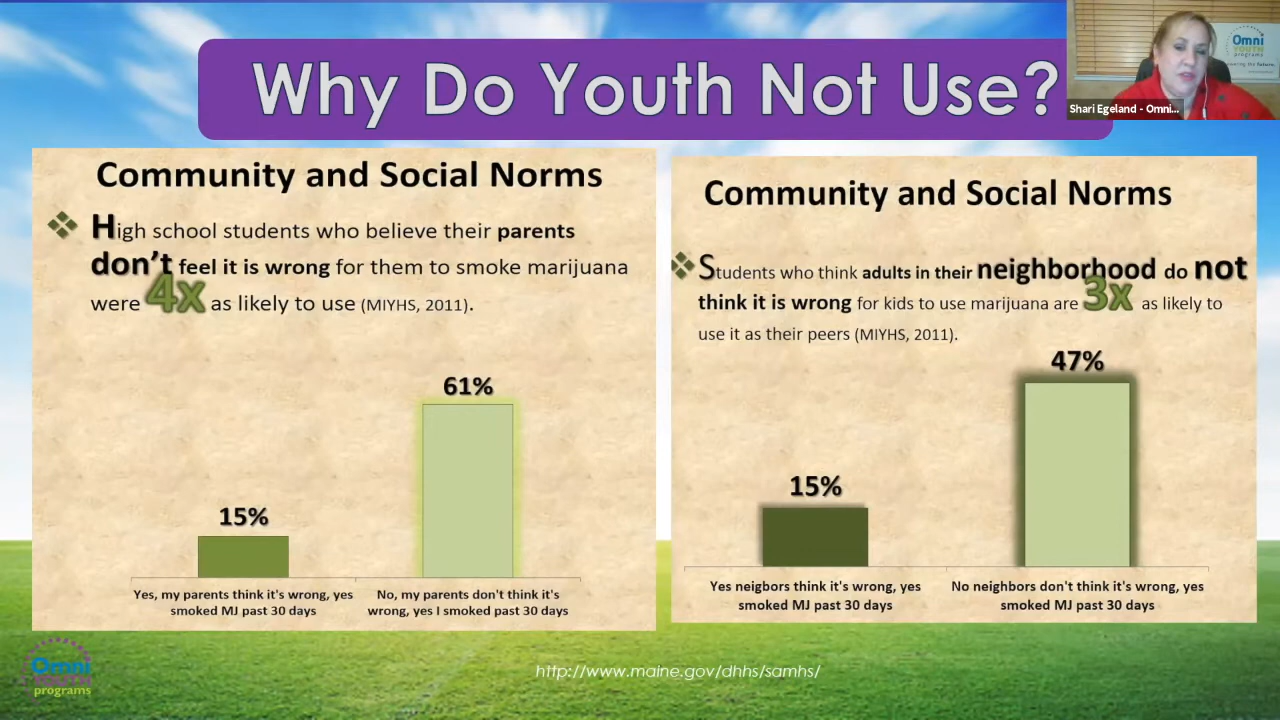 Why Do Youth Not Use?
Omni
YOUTH
programs
Shari Egeland - Omni...
Community and Social Norms
❖ High school students who believe their parents
don't feel it is wrong for them to smoke marijuana
were 4x as likely to use (MIYHS, 2011).
61%
15%
Yes, my parents think it's wrong, yes
smoked MJ past 30 days
No, my parents don't think it's
wrong, yes I smoked past 30 days
Community and Social Norms
❖ Students who think adults in their neighborhood do not
think it is wrong for kids to use marijuana are 3x as likely to
use it as their peers (MIYHS, 2011).
47%
15%
Yes neigbors think it's wrong, yes
smoked MJ past 30 days
No neighbors don't think it's wrong, yes
smoked MJ past 30 days
Omni
YOUTH
programs
http://www.maine.gov/dhhs/samhs/